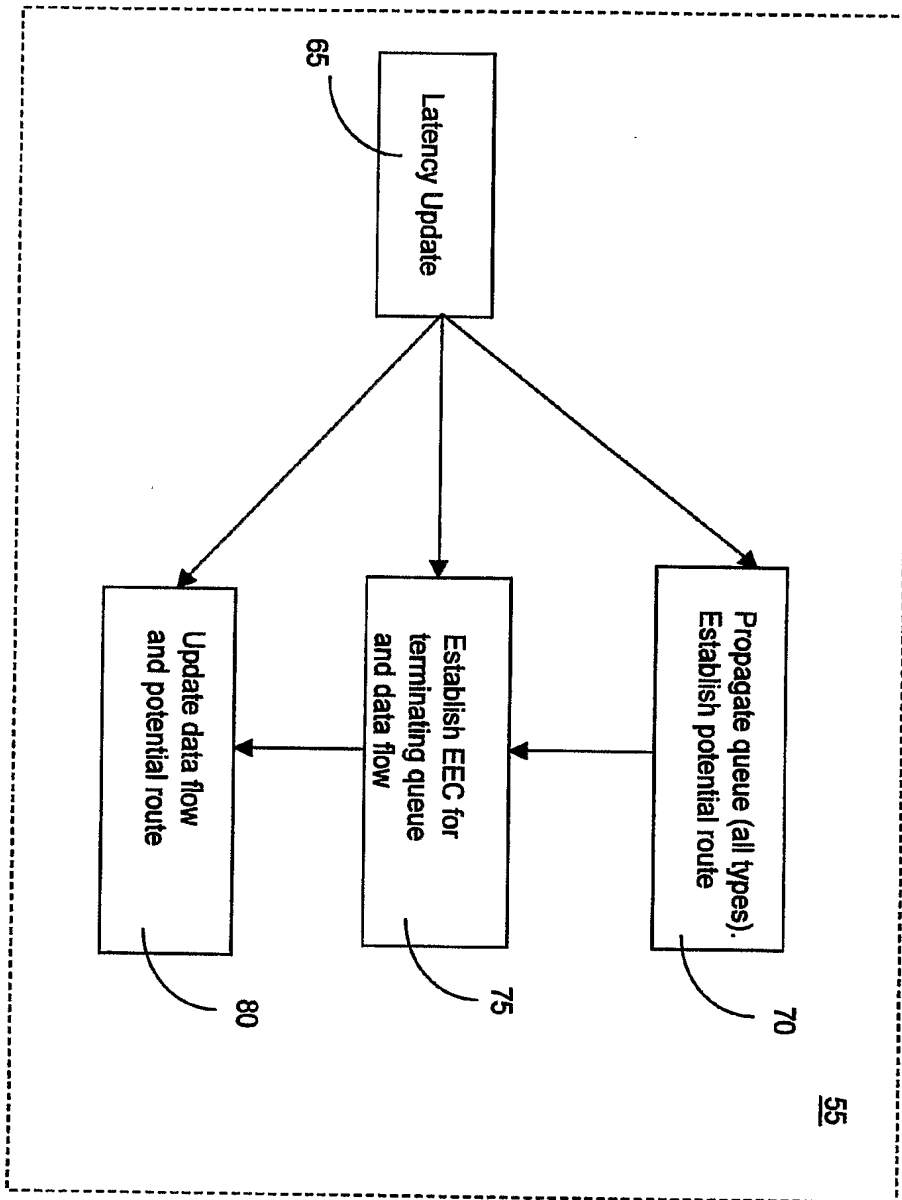 55
65
Latency Update
Propagate queue (all types).
Establish potential route
70
Establish EEC for
terminating queue
and data flow
75
Update data flow
and potential route
80